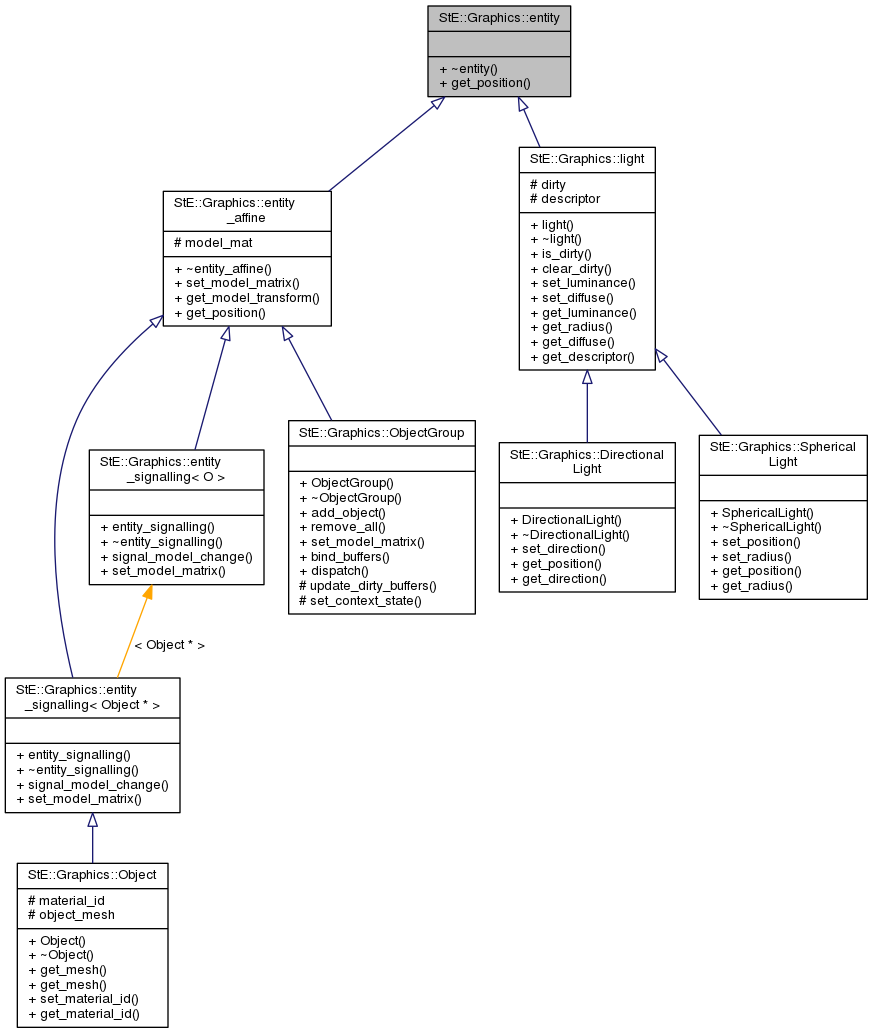 StE::Graphics::entity
+ ~entity()
+ get_position()
StE::Graphics::entity
_affine
# model_mat
+ ~entity_affine()
+ set_model_matrix()
+ get_model_transform()
+ get_position()
StE::Graphics::light
# dirty
# descriptor
+ light()
+ ~light()
+ is_dirty()
+ clear_dirty()
+ set_luminance()
+ set_diffuse()
+ get_luminance()
+ get_radius()
+ get_diffuse()
+ get_descriptor()
StE::Graphics::entity
_signalling< O >
+ entity_signalling()
+ ~entity_signalling()
+ signal_model_change()
+ set_model_matrix()
StE::Graphics::ObjectGroup
+ ObjectGroup()
+ ~ObjectGroup()
+ add_object()
+ remove_all()
+ set_model_matrix()
+ bind_buffers()
+ dispatch()
# update_dirty_buffers()
# set_context_state()
StE::Graphics::Directional
Light
+ DirectionalLight()
+ ~DirectionalLight()
+ set_direction()
+ get_position()
+ get_direction()
StE::Graphics::Spherical
Light
+ SphericalLight()
+ ~SphericalLight()
+ set_position()
+ set_radius()
+ get_position()
+ get_radius()
< Object * >
StE::Graphics::entity
_signalling< Object * >
+ entity_signalling()
+ ~entity_signalling()
+ signal_model_change()
+ set_model_matrix()
StE::Graphics::Object
# material_id
# object_mesh
+ Object()
+ ~Object()
+ get_mesh()
+ get_mesh()
+ set_material_id()
+ get_material_id()